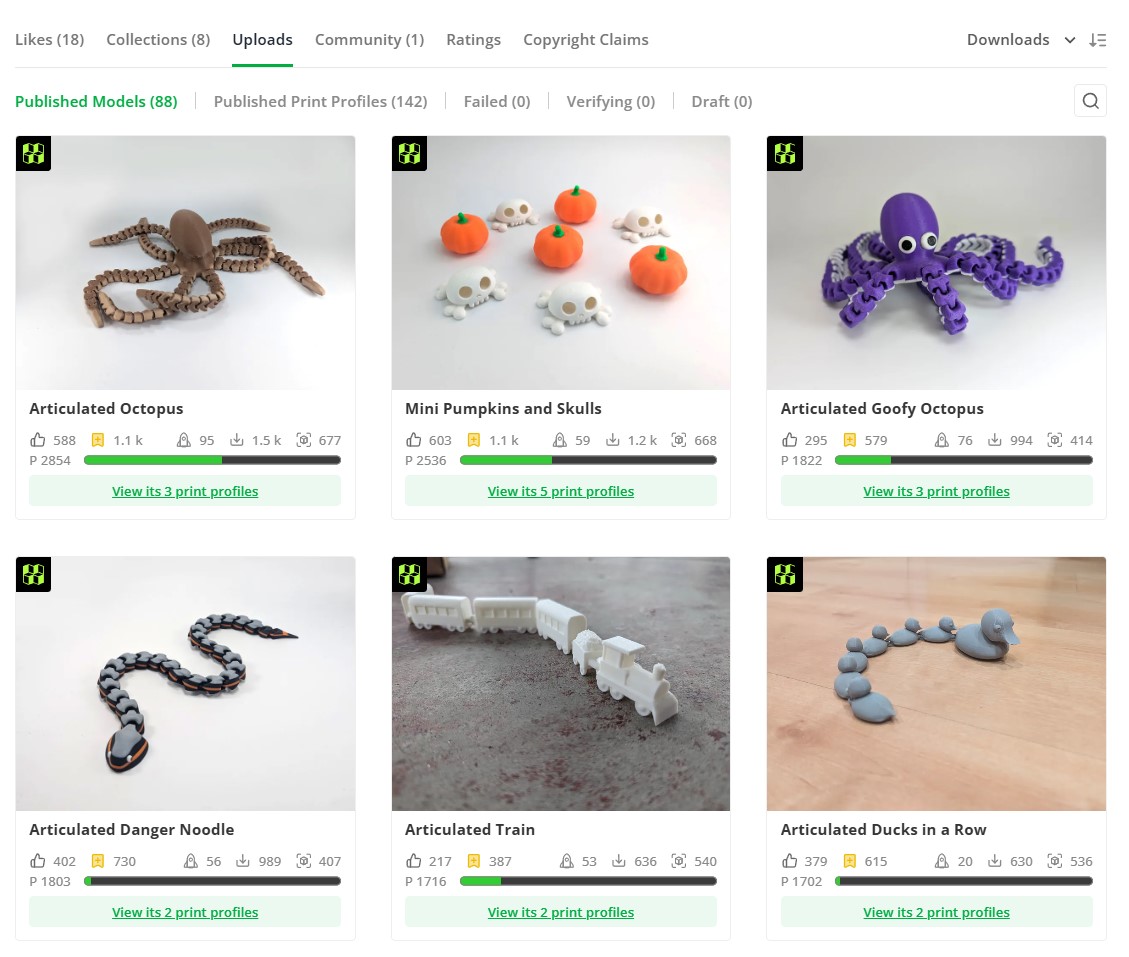 Likes (18) Collections (8) Uploads Community (1) Ratings Copyright Claims Downloads
Published Models (88) Published Print Profiles (142) Failed (0) Verifying (0) Draft (0)
Articulated Octopus
588 1.1 k 95 1.5 k 677
P 2854
View its 3 print profiles
Mini Pumpkins and Skulls
603 1.1 k 59 1.2 k 668
P 2536
View its 5 print profiles
Articulated Goofy Octopus
295 579 76 994 414
P 1822
View its 3 print profiles
Articulated Danger Noodle
402 730 56 989 407
P 1803
View its 2 print profiles
Articulated Train
217 387 53 636 540
P 1716
View its 2 print profiles
Articulated Ducks in a Row
379 615 20 630 536
P 1702
View its 2 print profiles